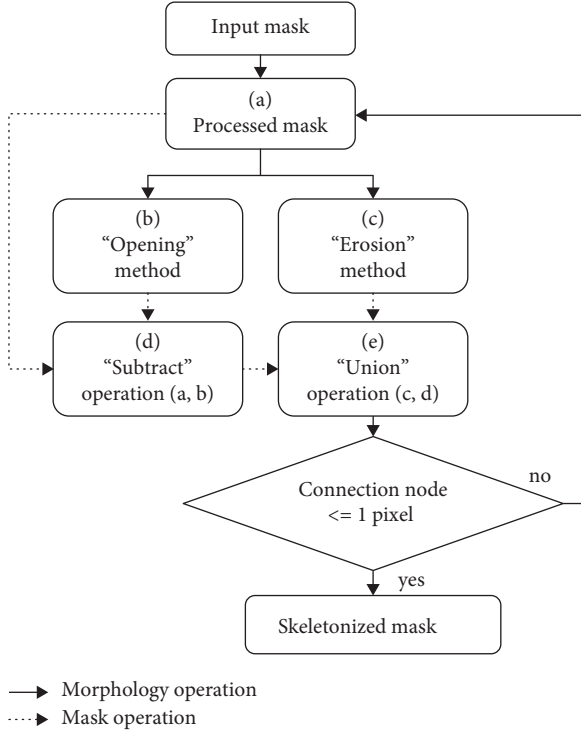 Input mask
(a)
Processed mask
(b)
“Opening”
method
(c)
“Erosion”
method
(d)
“Subtract”
operation (a, b)
(e)
“Union”
operation (c, d)
Connection node
<= 1 pixel
no
yes
Skeletonized mask
Morphology operation
Mask operation